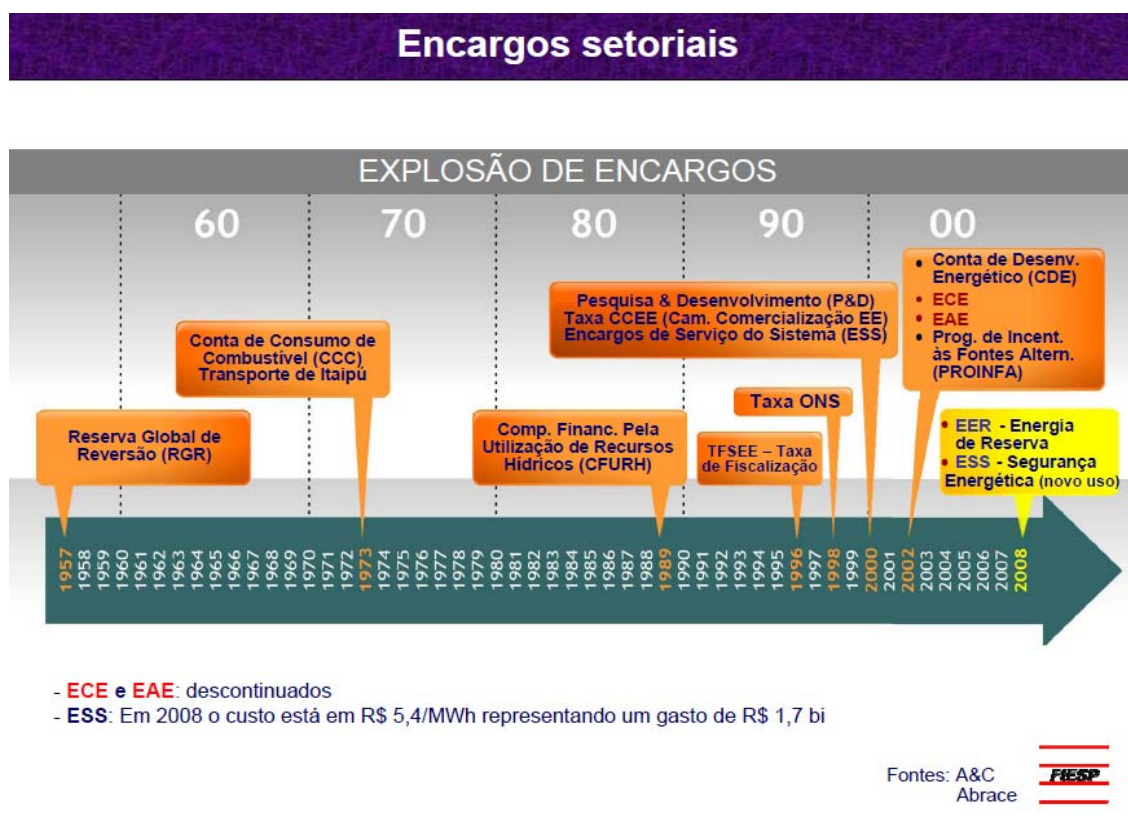 Encargos setoriais
EXPLOSÃO DE ENCARGOS
60
70
80
90
00
Reserva Global de
Reversão (RGR)
Conta de Consumo de
Combustível (CCC)
Transporte de Itaipú
Comp. Financ. Pela
Utilização de Recursos
Hídricos (CFURH)
TFSEE – Taxa
de Fiscalização
Taxa ONS
Pesquisa & Desenvolvimento (P&D)
Taxa CCEE (Cam. Comercialização EE)
Encargos de Serviço do Sistema (ESS)
• Conta de Desenv.
Energético (CDE)
• ECE
• EAE
• Prog. de Incent.
às Fontes Altern.
(PROINFA)
• EER - Energia
de Reserva
• ESS - Segurança
Energética (novo uso)
1957
1958
1959
1960
1961
1962
1963
1964
1965
1966
1967
1968
1969
1970
1971
1972
1973
1974
1975
1976
1977
1978
1979
1980
1981
1982
1983
1984
1985
1986
1987
1988
1989
1990
1991
1992
1993
1994
1995
1996
1997
1998
1999
2000
2001
2002
2003
2004
2005
2006
2007
2008
- ECE e EAE: descontinuados
- ESS: Em 2008 o custo está em R$ 5,4/MWh representando um gasto de R$ 1,7 bi
Fontes: A&C
Abrace
FIESP